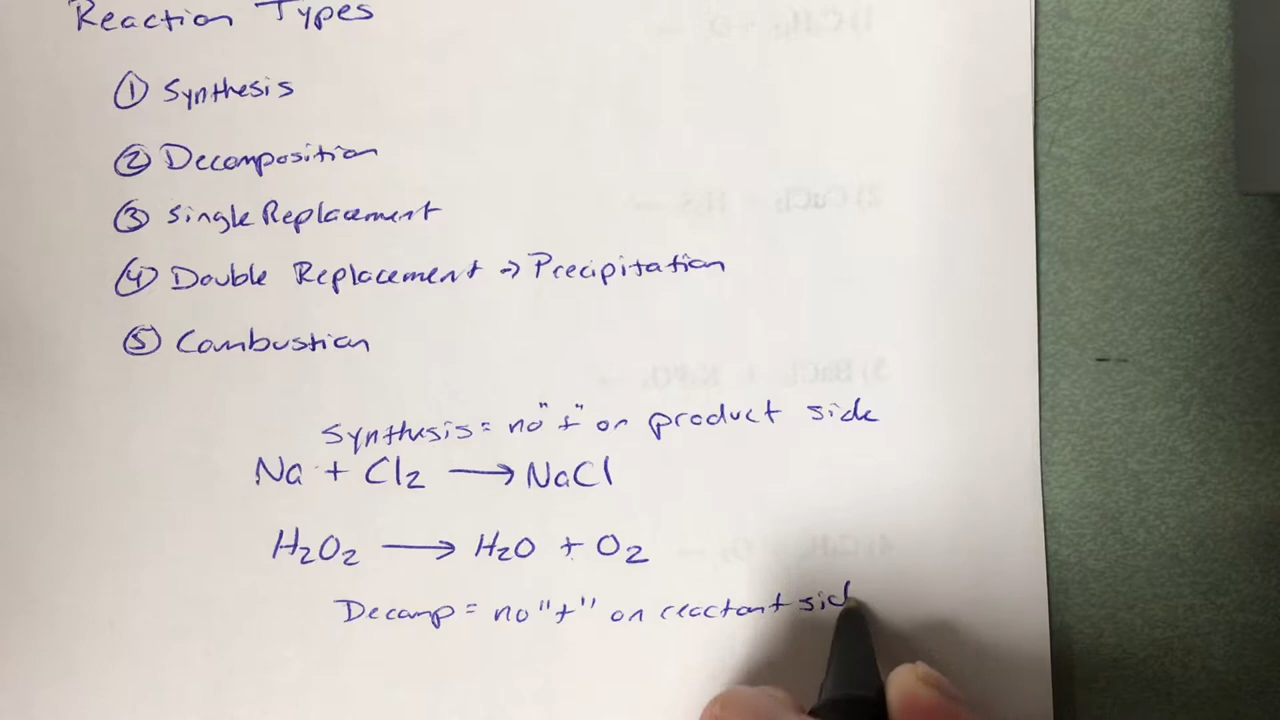 Reaction Types
① Synthesis
② Decomposition
③ Single Replacement
④ Double Replacement → Precipitation
⑤ Combustion
Synthesis = no "+" on product side
Na + Cl₂ → NaCl
H₂O₂ → H₂O + O₂
Decomp = no "+" on reactant sid